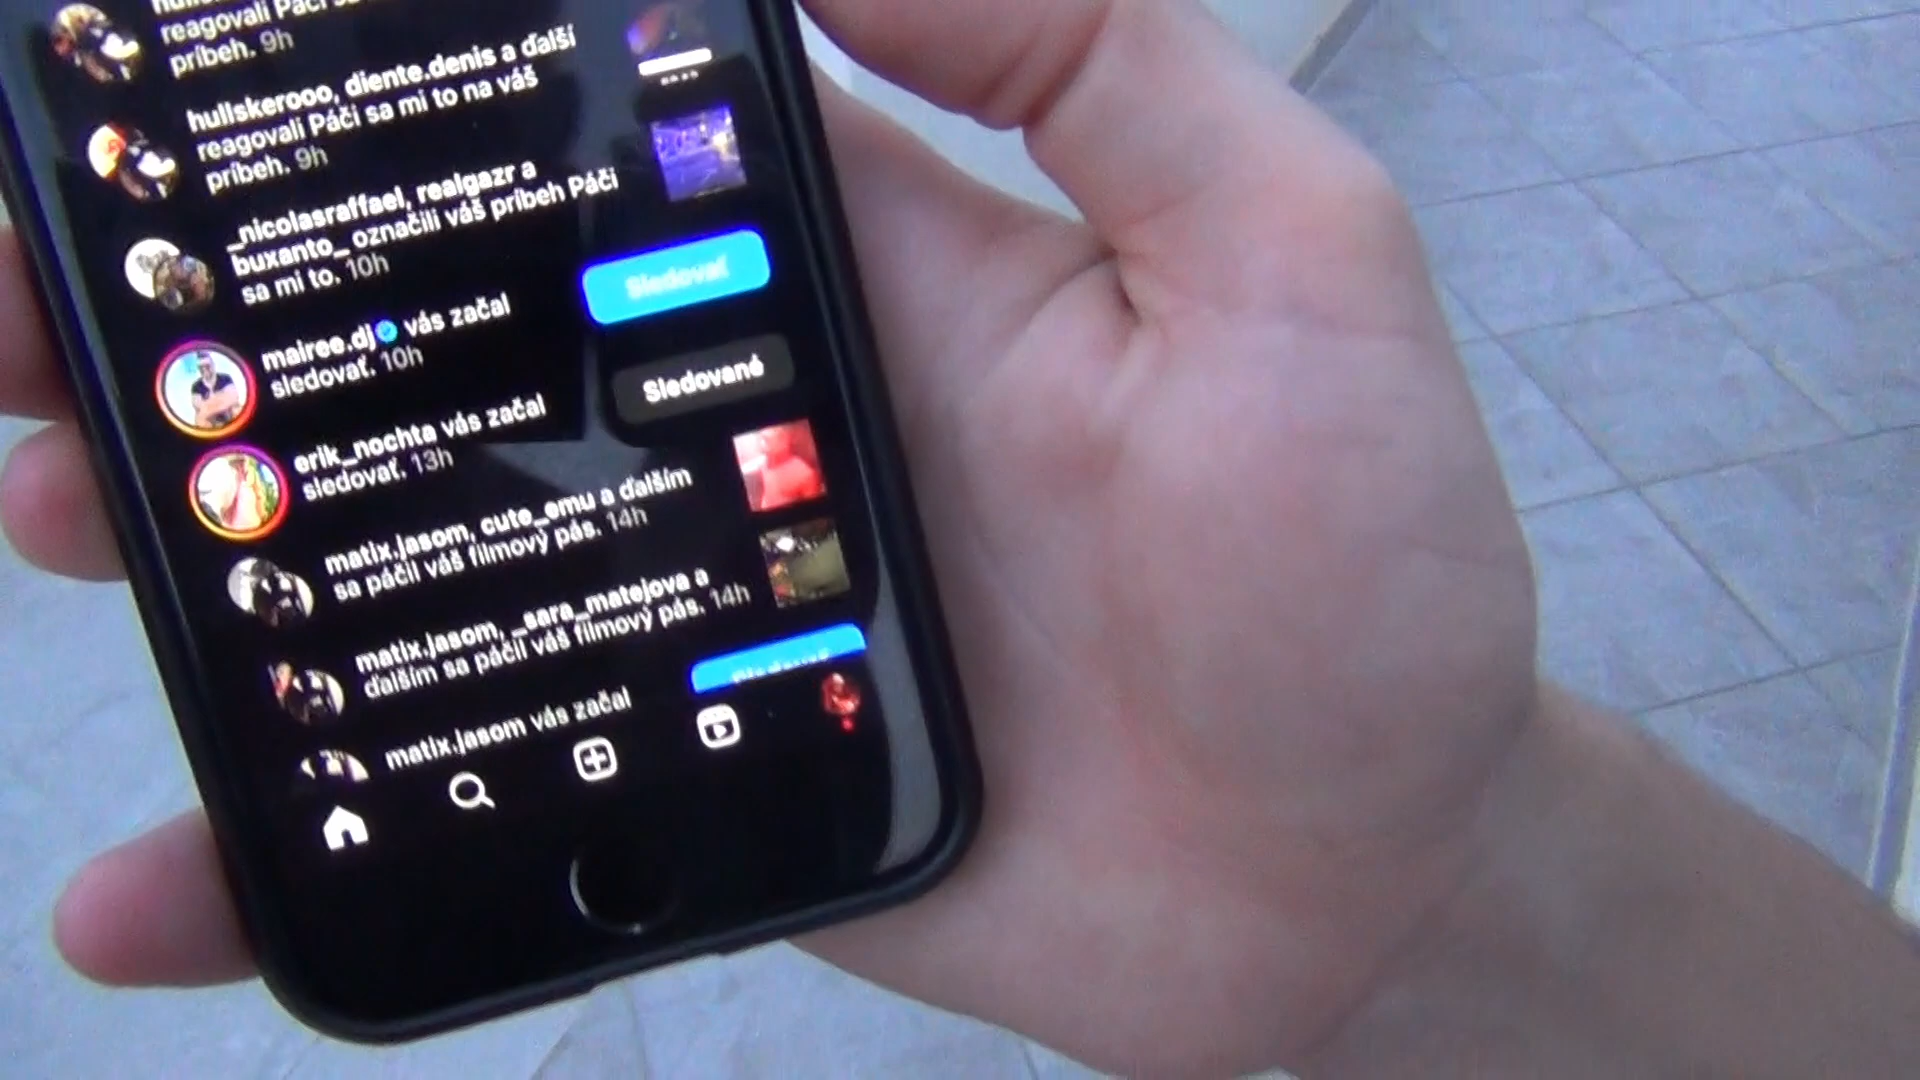 reagovali Páči sa
príbeh. 9h
hullskerooo, diente.denis a ďalší
reagovali Páči sa mi to na váš
príbeh. 9h
_nicolasraffael, realgazr a
buxanto_ označili váš príbeh Páči
sa mi to. 10h
mairee.dj vás začal
sledovať. 10h
Sledovať
erik_nochta vás začal
sledovať. 13h
Sledované
matix.jasom, cute_emu a ďalším
sa páčil váš filmový pás. 14h
matix.jasom, _sara_matejova a
ďalším sa páčil váš filmový pás. 14h
matix.jasom vás začal